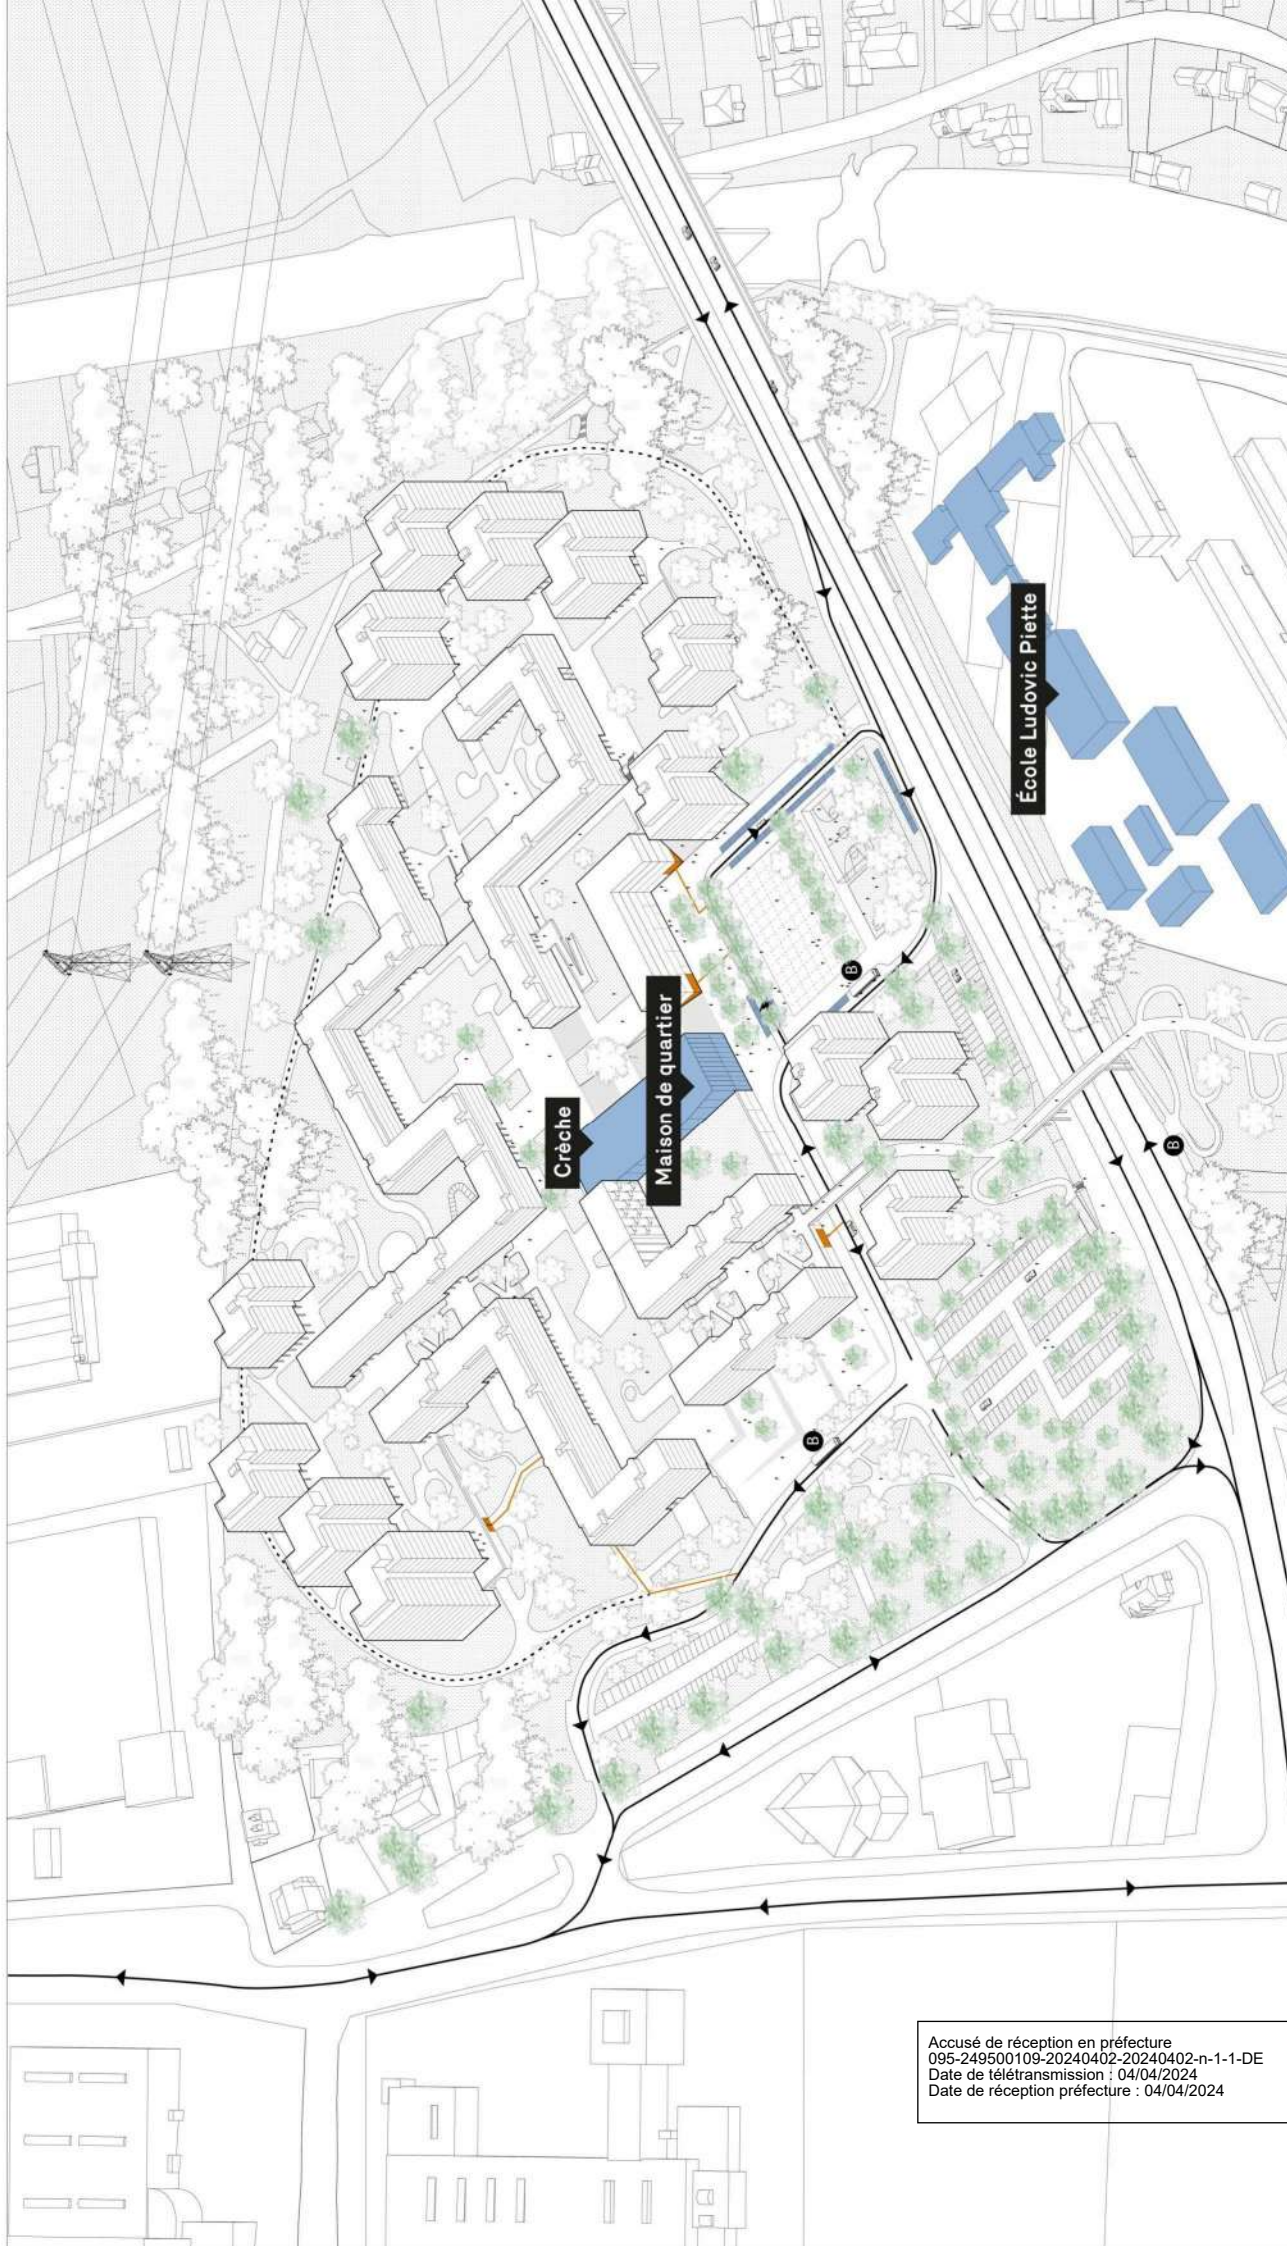 École Ludovic Piette
Crèche
Maison de quartier
B
B
B
Accusé de réception en préfecture
095-249500109-20240402-20240402-n-1-1-DE
Date de télétransmission : 04/04/2024
Date de réception préfecture : 04/04/2024